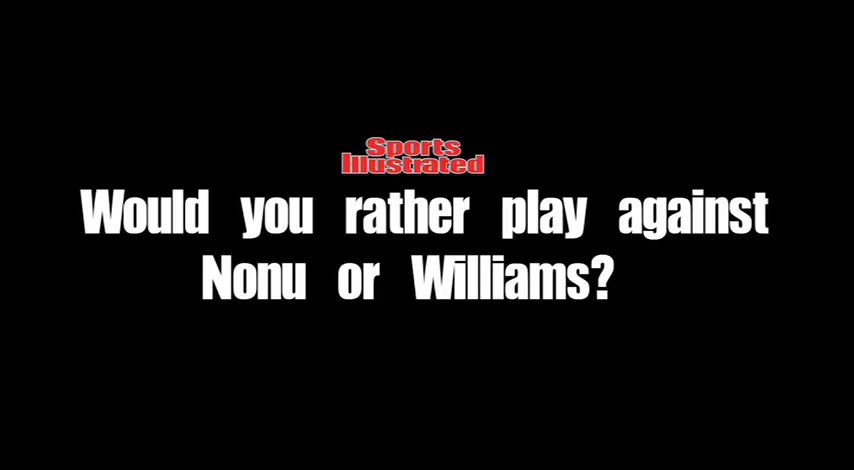 Sports
Illustrated
Would you rather play against
Nonu or Williams?